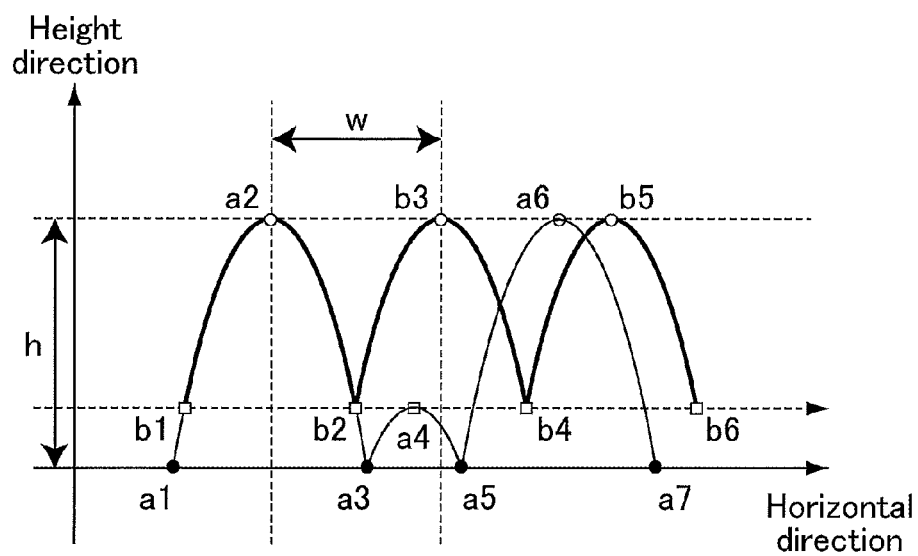 Height
direction
w
a2
b3
a6
b5
h
b1
b2
a4
b4
b6
a1
a3
a5
a7
Horizontal
direction